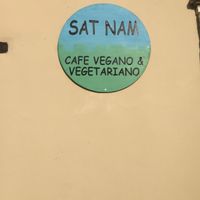 SAT NAM
CAFE VEGANO &
VEGETARIANO